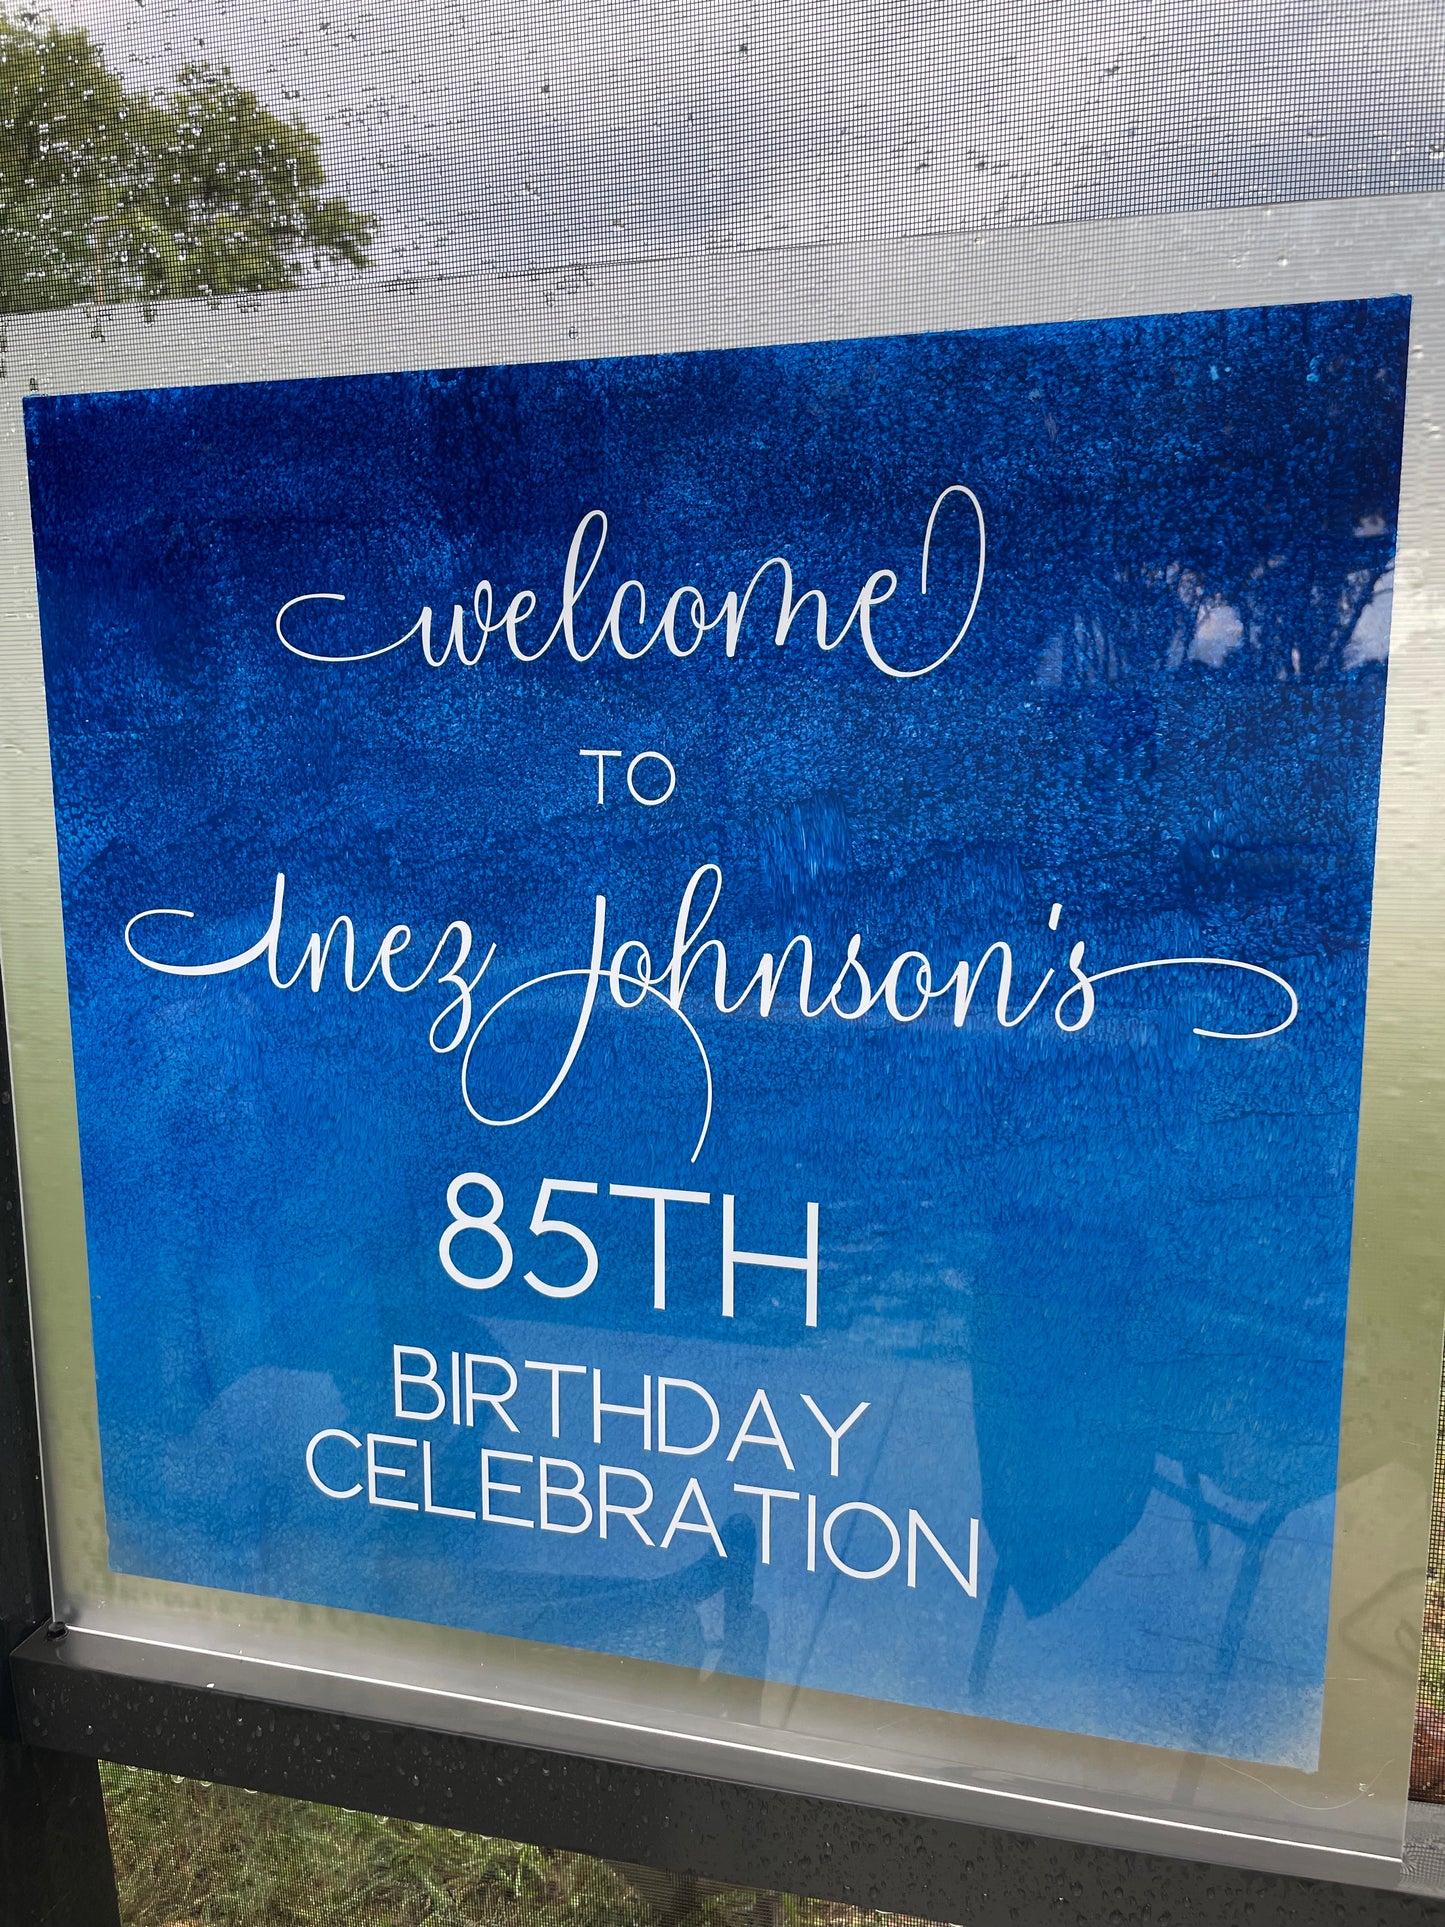 welcome
TO
Inez Johnson's
85TH
BIRTHDAY
CELEBRATION